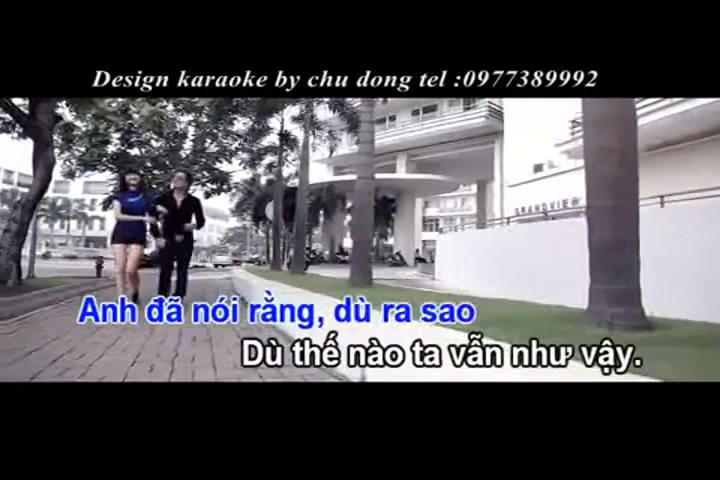 Design karaoke by chu dong tel :0977389992
GRANDVIEW
Anh đã nói rằng, dù ra sao
Dù thế nào ta vẫn như vậy.